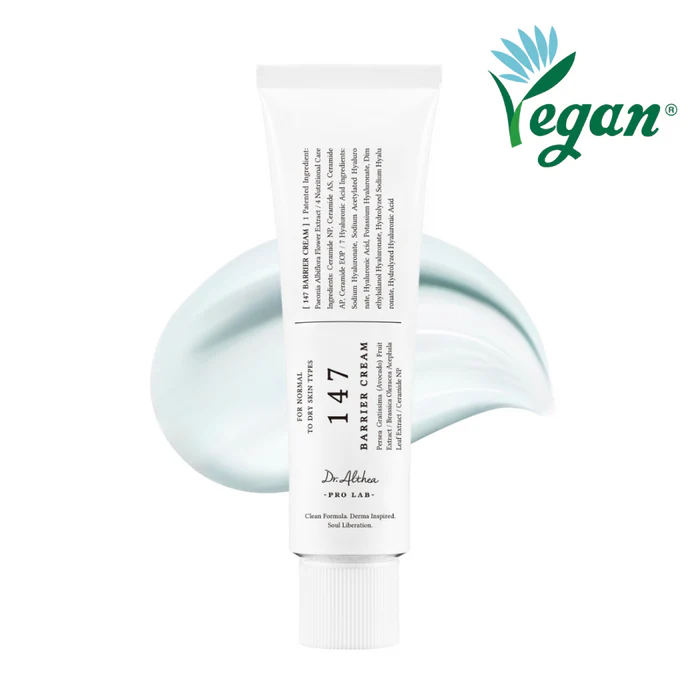 Vegan®
[ 147 BARRIER CREAM ] 1 Patented Ingredient:
Paeonia Albiflora Flower Extract / 4 Nutritional Care
Ingredients: Ceramide NP, Ceramide AS, Ceramide
AP, Ceramide EOP / 7 Hyaluronic Acid Ingredients:
Sodium Hyaluronate, Sodium Acetylated Hyaluro
nate, Hyaluronic Acid, Potassium Hyaluronate, Dim
ethylsilanol Hyaluronate, Hydrolyzed Sodium Hyalu
ronate, Hydrolyzed Hyaluronic Acid
FOR NORMAL
TO DRY SKIN TYPES
147
BARRIER CREAM
Persea Gratissima (Avocado) Fruit
Extract / Brassica Oleracea Acephala
Leaf Extract / Ceramide NP
Dr.Althea
-PRO LAB-
Clean Formula. Derma Inspired.
Soul Liberation.